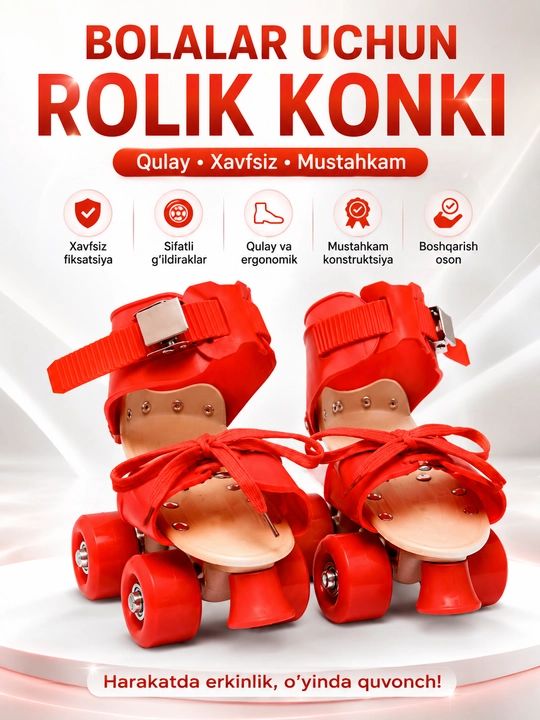 BOLALAR UCHUN
ROLIK KONKI
Qulay • Xavfsiz • Mustahkam
Xavfsiz
fiksatsiya
Sifatli
g'ildiraklar
Qulay va
ergonomik
Mustahkam
konstruktsiya
Boshqarish
oson
Harakatda erkinlik, o'yinda quvonch!